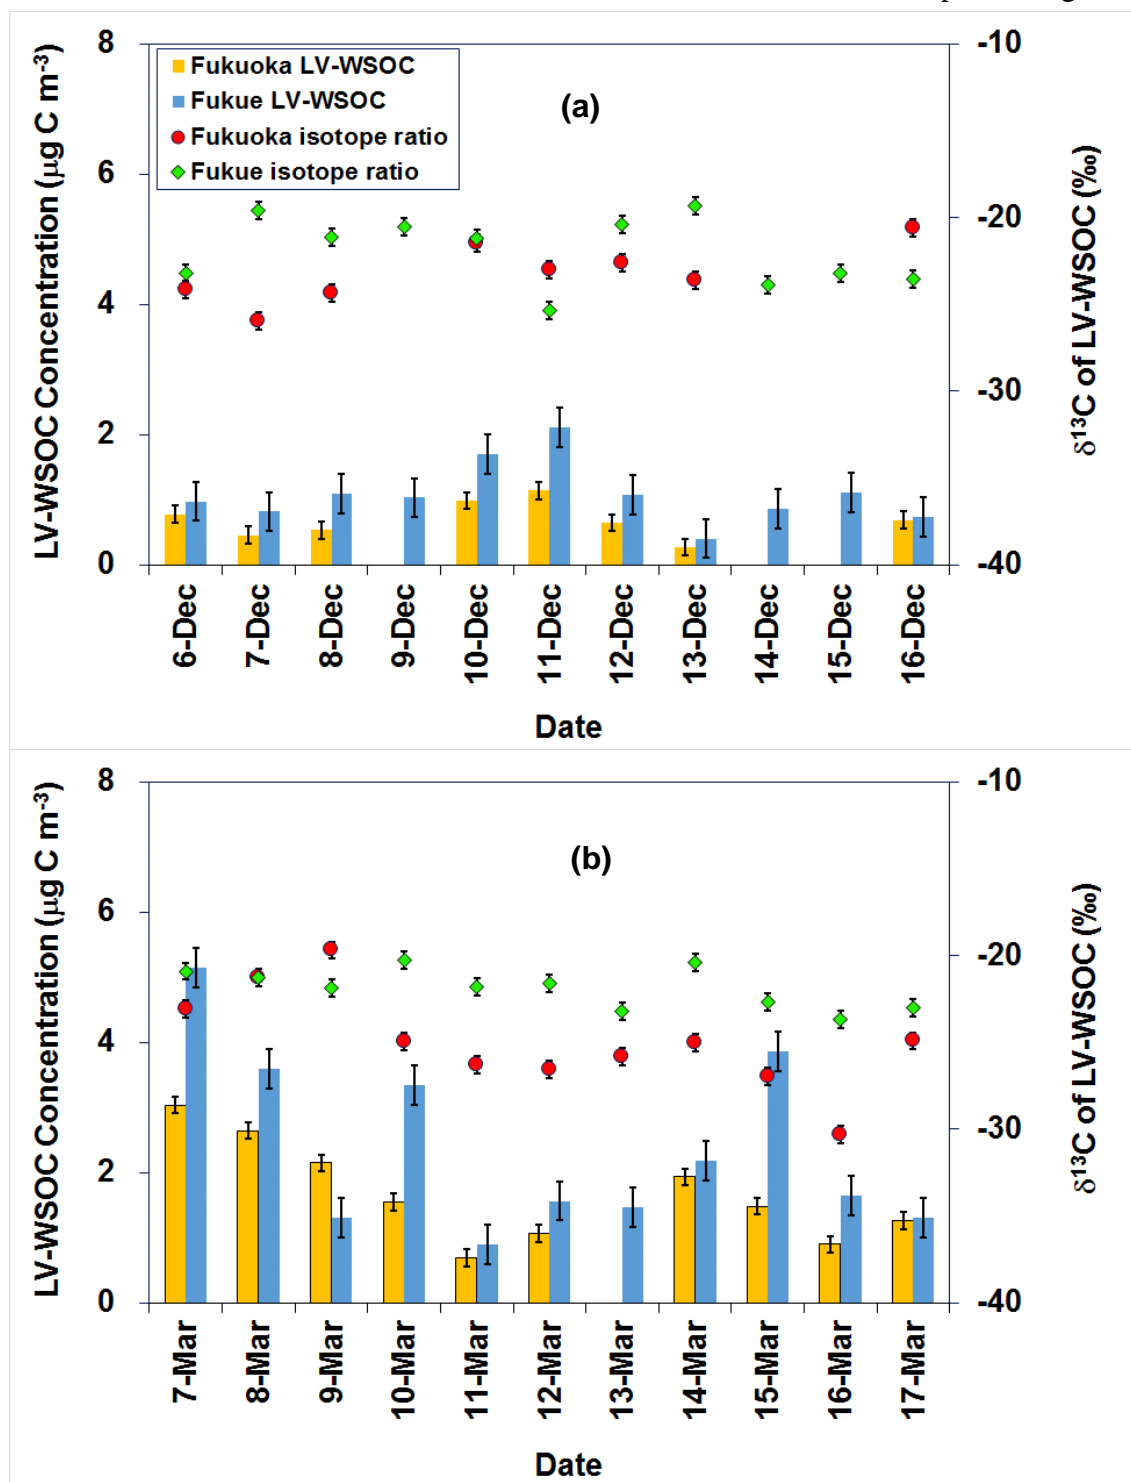 8
6
4
2
0
LV-WSOC Concentration (μg C m-3)
Fukuoka LV-WSOC
Fukue LV-WSOC
Fukuoka isotope ratio
Fukue isotope ratio
(a)
-10
-20
-30
-40
δ13C of LV-WSOC (‰)
6-Dec
7-Dec
8-Dec
9-Dec
10-Dec
11-Dec
12-Dec
13-Dec
14-Dec
15-Dec
16-Dec
Date
8
6
4
2
0
LV-WSOC Concentration (μg C m-3)
(b)
-10
-20
-30
-40
δ13C of LV-WSOC (‰)
7-Mar
8-Mar
9-Mar
10-Mar
11-Mar
12-Mar
13-Mar
14-Mar
15-Mar
16-Mar
17-Mar
Date